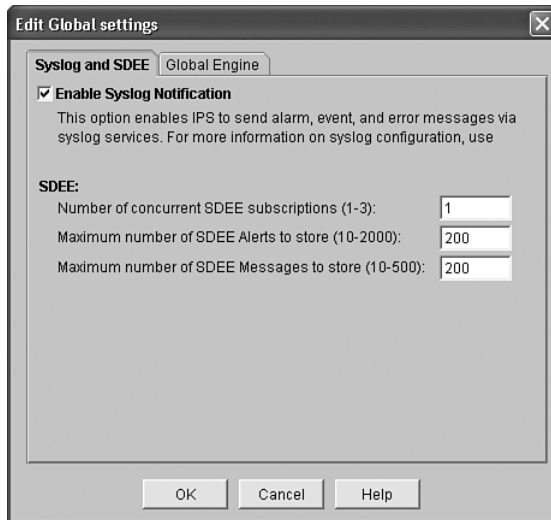 Edit Global settings
Syslog and SDEE
Global Engine
Enable Syslog Notification
This option enables IPS to send alarm, event, and error messages via
syslog services. For more information on syslog configuration, use
SDEE:
Number of concurrent SDEE subscriptions (1-3): 1
Maximum number of SDEE Alerts to store (10-2000): 200
Maximum number of SDEE Messages to store (10-500): 200
OK
Cancel
Help